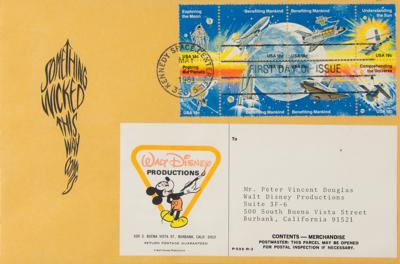 SOMETHING
WICKED
THIS
WAY
COMES
Exploring
the Moon
Benefiting Mankind
Benefiting Mankind
Understanding
the Sun
USA 18c
USA 18c
USA 18c
USA 18c
KENNEDY SPACE CENTER
MAY
1981
FIRST DAY OF ISSUE
Probing
the Planets
Comprehending
the Universe
USA 18c
USA 18c
USA 18c
USA 18c
Benefiting Mankind
Benefiting Mankind
WALT DISNEY
PRODUCTIONS
500 S. BUENA VISTA ST. BURBANK, CALIF 91521
RETURN POSTAGE GUARANTEED
To
Mr. Peter Vincent Douglas
Walt Disney Productions
Suite 3F-6
500 South Buena Vista Street
Burbank, California 91521
CONTENTS — MERCHANDISE
POSTMASTER: THIS PARCEL MAY BE OPENED
FOR POSTAL INSPECTION IF NECESSARY.